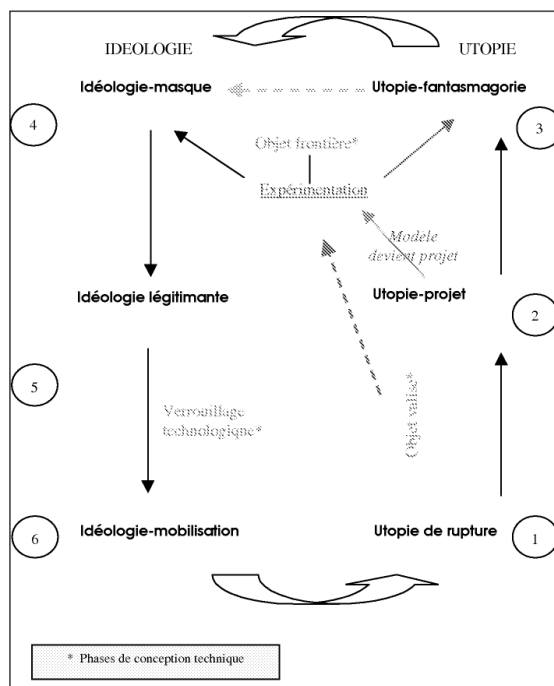 IDEOLOGIE
UTOPIE
Idéologie-masque
Utopie-fantasmagorie
4
3
Objet frontière*
Expérimentation
Modèle
devient projet
Idéologie légitimante
Utopie-projet
2
5
Verrouillage
technologique*
Objet valise*
6
Idéologie-mobilisation
Utopie de rupture
1
* Phases de conception technique